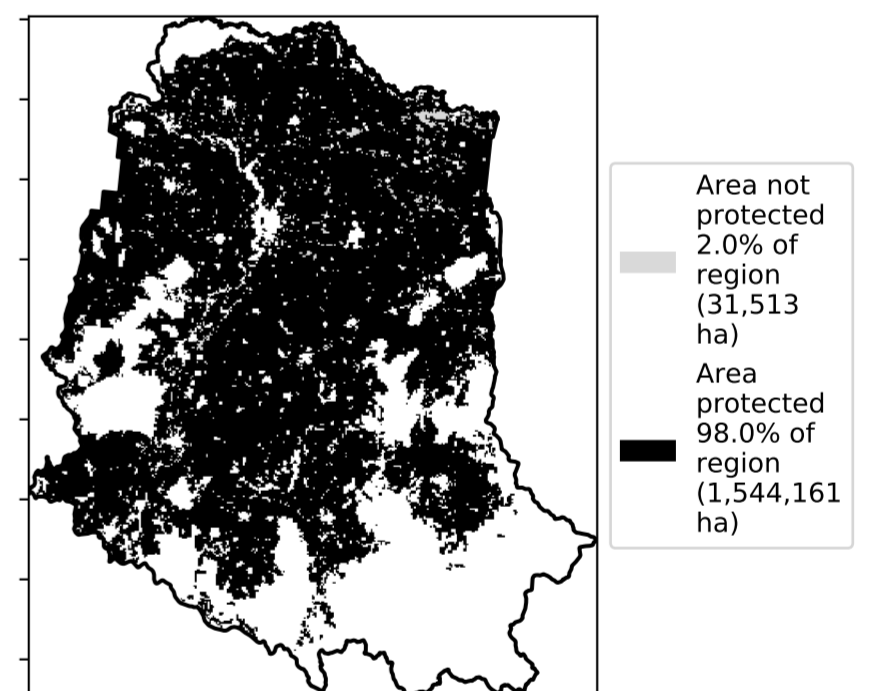 Area not
protected
2.0% of
region
(31,513
ha)
Area
protected
98.0% of
region
(1,544,161
ha)